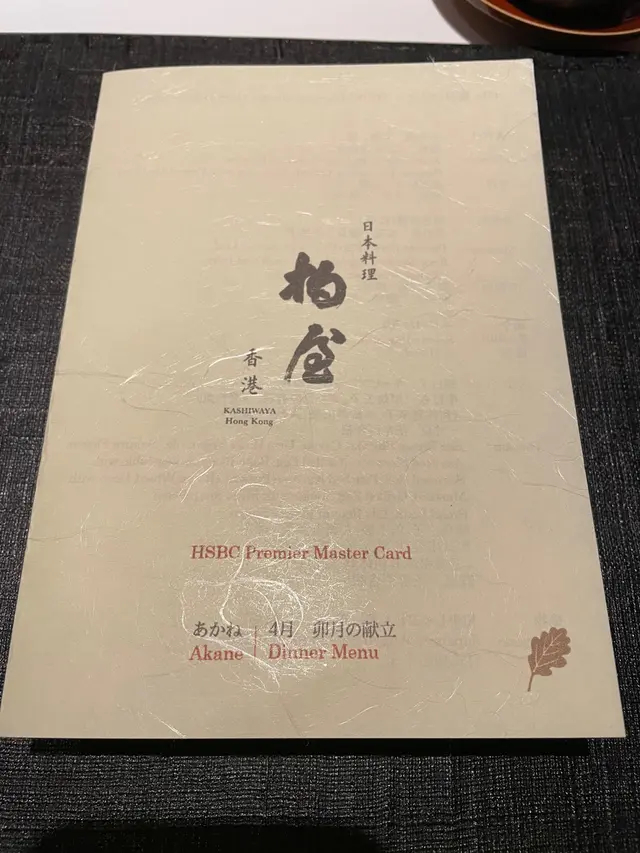 日本料理
柏屋
香港
KASHIWAYA
Hong Kong
HSBC Premier Master Card
あかね 4月 卯月の献立
Akane Dinner Menu